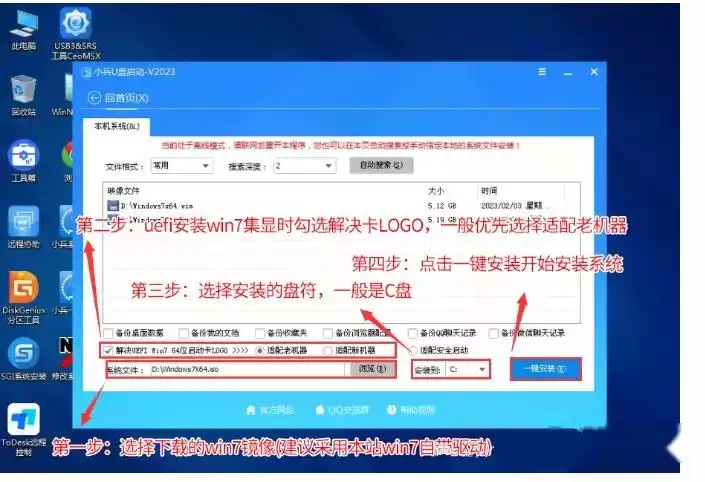 此电脑
USB3&SRS
工具CeoMSX
回收站
WinN
工具箱
浏
远程协助
小兵
DiskGenius
分区工具
小兵一
SGI系统安装
修改
ToDesk远程
控制
小兵U盘启动-V2023
回首页(X)
本机系统(&L)
当前处于离线模式，请联网后重开本程序，您也可以在本页自动搜索或手动指定本地的系统文件安装！
文件格式： 常用 搜索深度： 2 自动搜索(S)
映像文件 大小 时间
D:\Windows7x64.wim 5.12 GB 2023/02/03 星期
5.19 GB
第二步：uefi安装win7集显时勾选解决卡LOGO，一般优先选择适配老机器
第四步：点击一键安装开始安装系统
第三步：选择安装的盘符，一般是C盘
备份桌面数据 备份我的文档 备份收藏夹 备份浏览器配置 备份QQ聊天记录 备份微信聊天记录
解决UEFI Win7 64位启动卡LOGO >>>> 适配老机器 适配新机器 适配安全启动
系统文件： D:\Windows7X64.iso 浏览(B) 安装到： C: 一键安装(X)
官方网站 QQ交流群 帮助视频
第一步：选择下载的win7镜像(建议采用本站win7自带驱动)